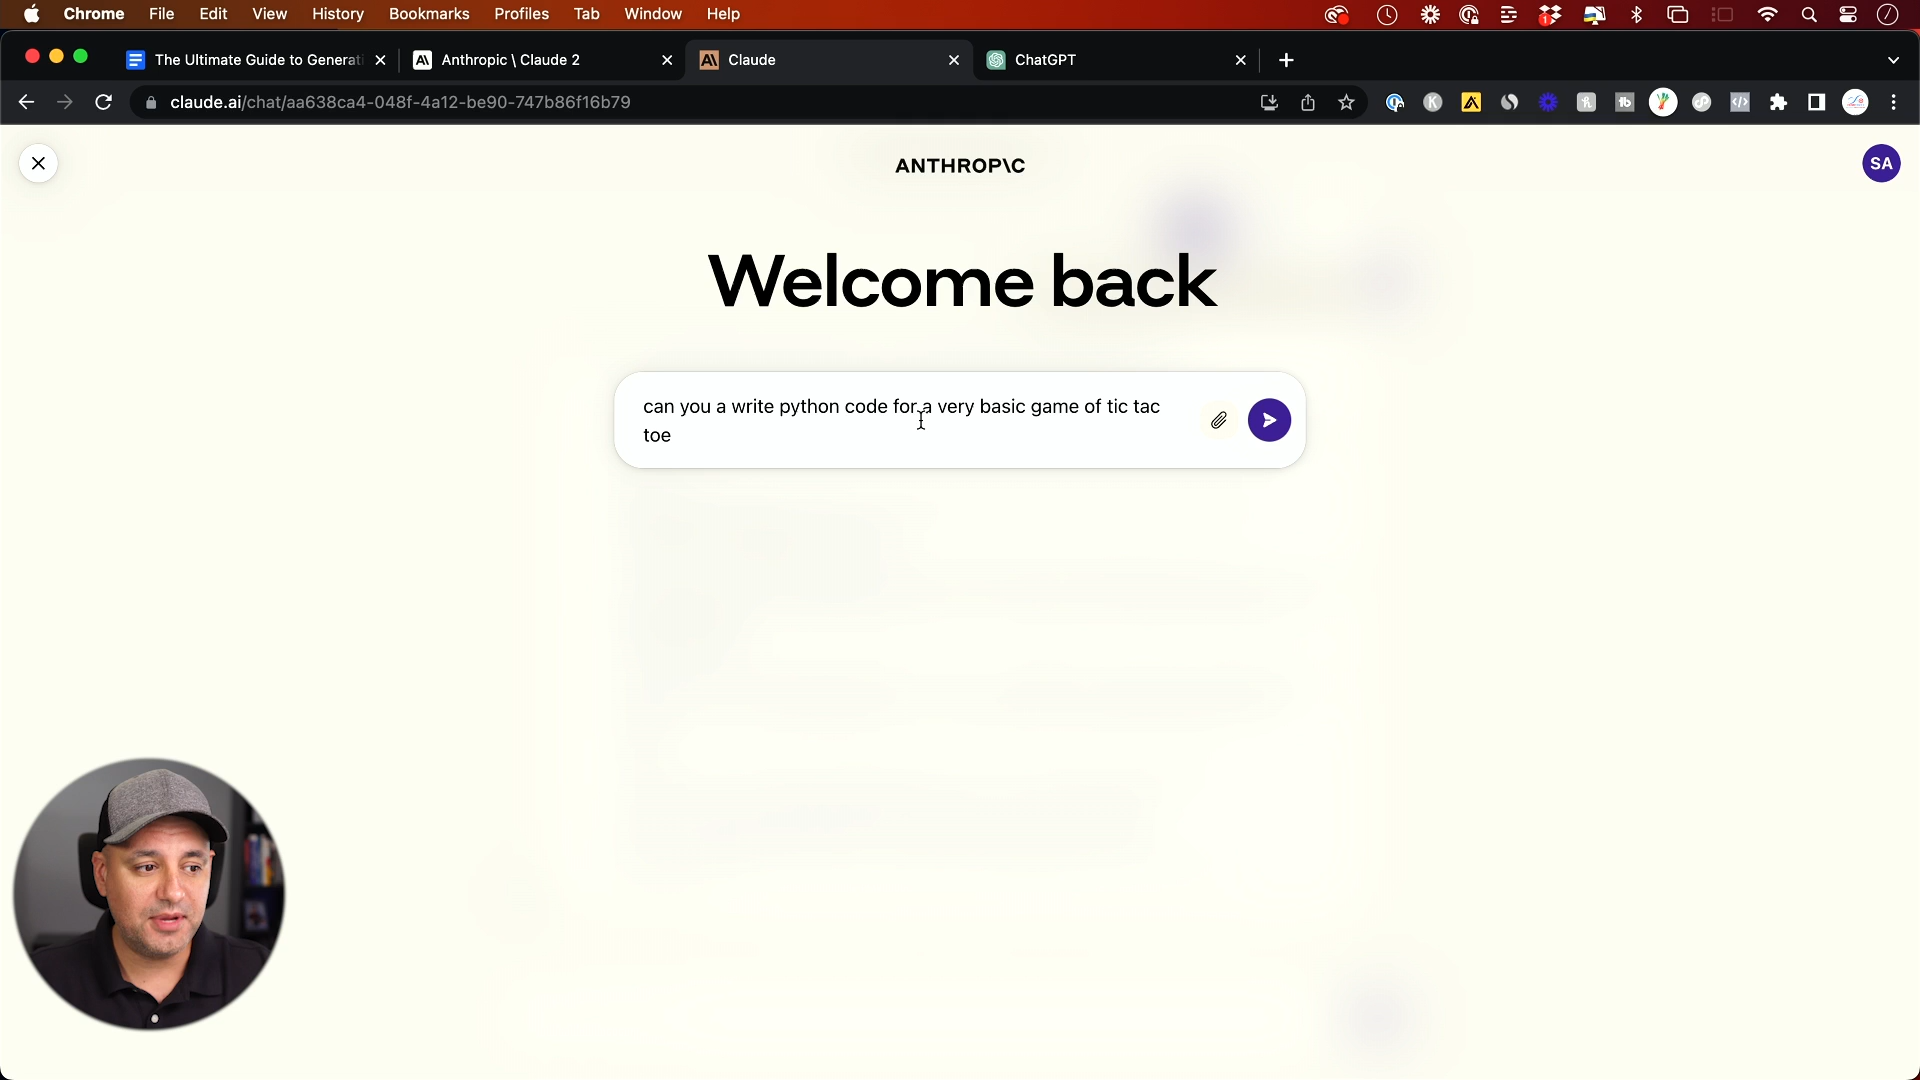 Chrome File Edit View History Bookmarks Profiles Tab Window Help
The Ultimate Guide to Generati
Anthropic \ Claude 2
Claude
ChatGPT
claude.ai/chat/aa638ca4-048f-4a12-be90-747b86f16b79
ANTHROP\C
SA
Welcome back
can you a write python code for a very basic game of tic tac
toe